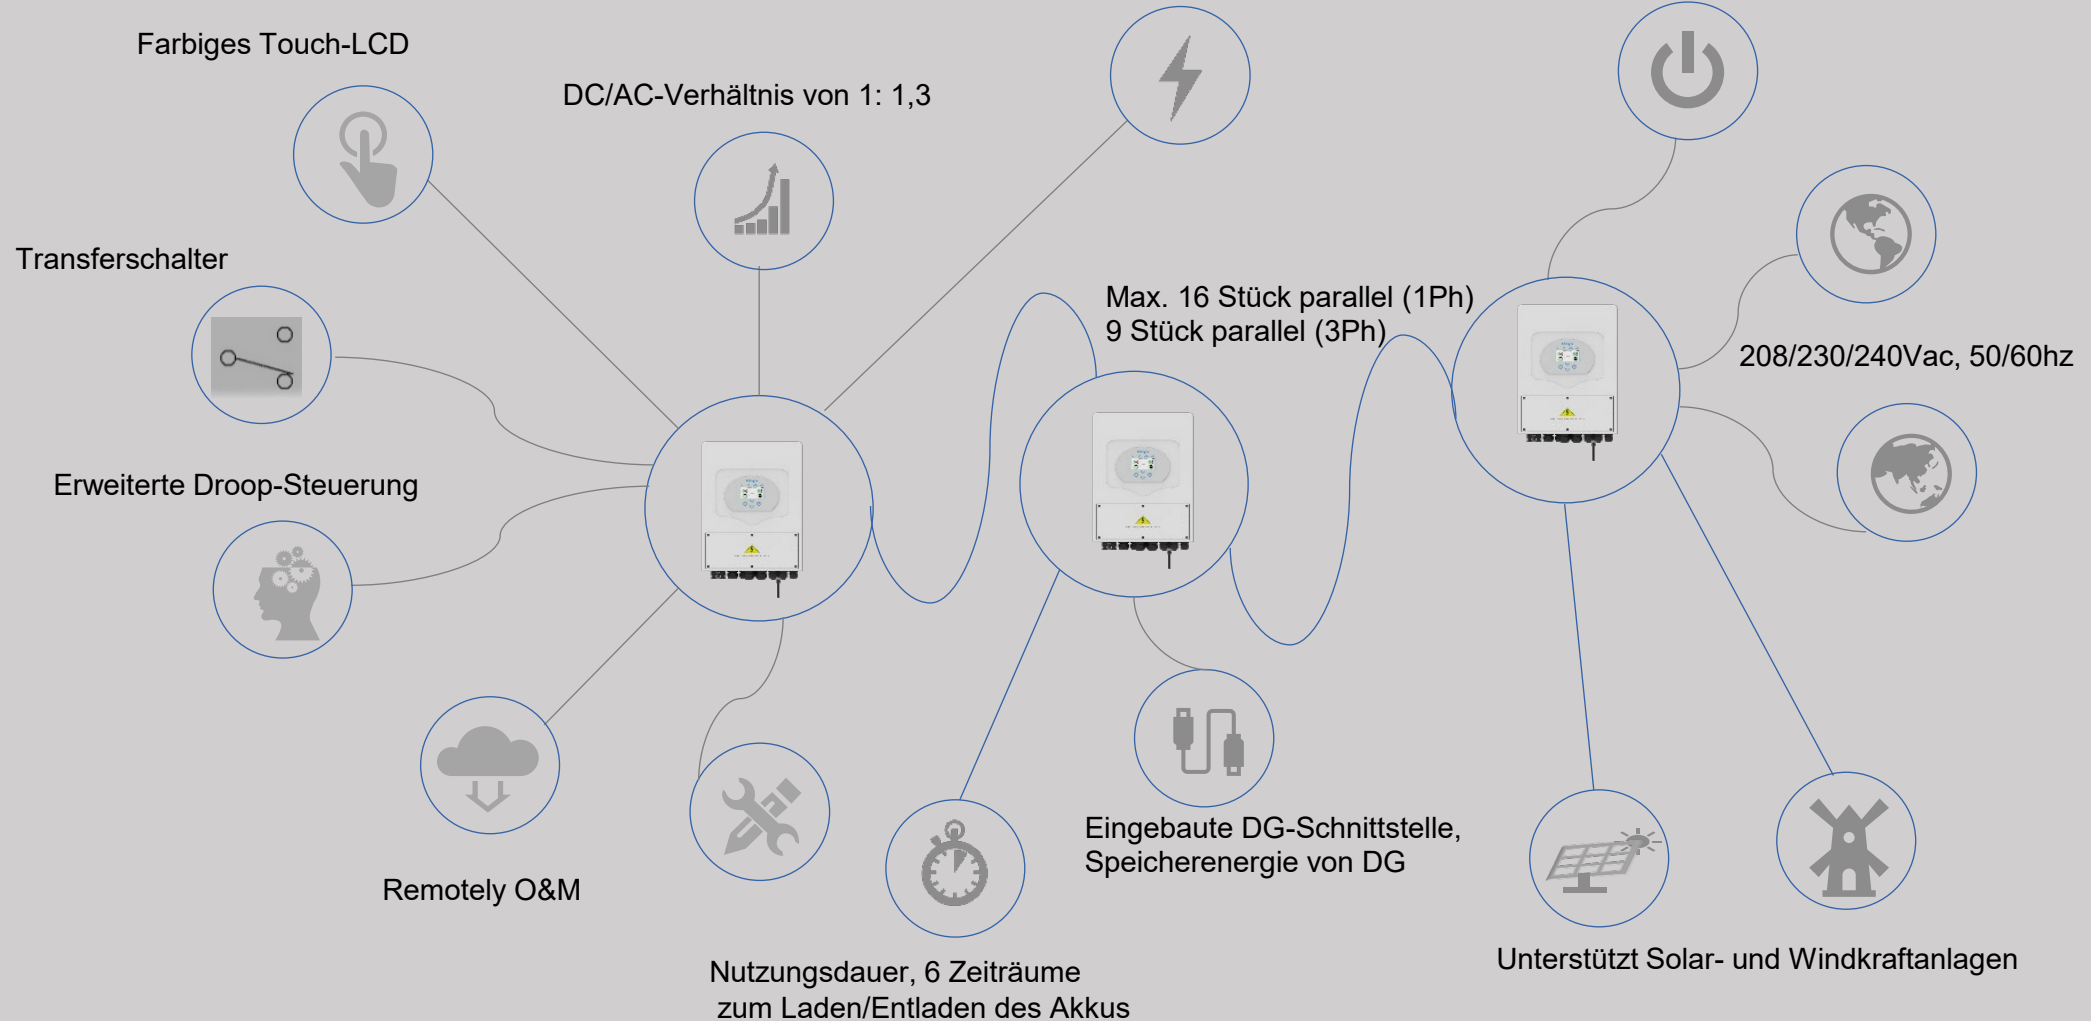 Farbiges Touch-LCD
DC/AC-Verhältnis von 1: 1,3
Transferschalter
Max. 16 Stück parallel (1Ph)
9 Stück parallel (3Ph)
208/230/240Vac, 50/60hz
Erweiterte Droop-Steuerung
Eingebaute DG-Schnittstelle,
Speicherenergie von DG
Remotely O&M
Unterstützt Solar- und Windkraftanlagen
Nutzungsdauer, 6 Zeiträume
zum Laden/Entladen des Akkus